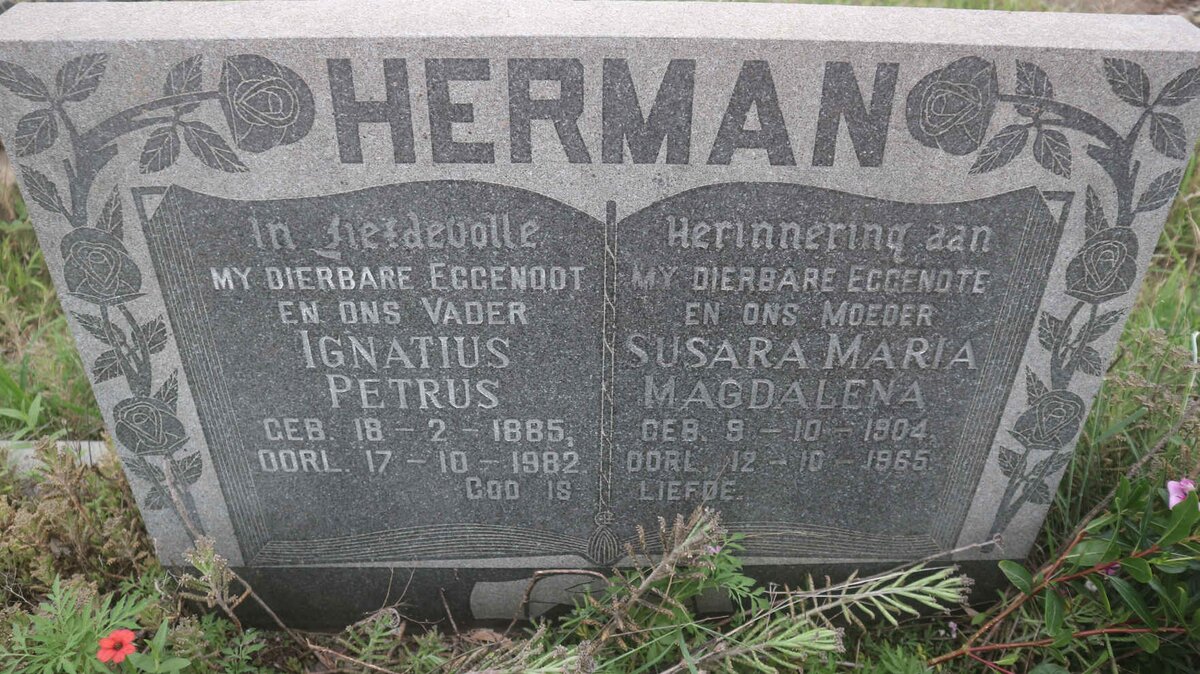 HERMAN
In Liefdevolle
MY DIERBARE EGGENOOT
EN ONS VADER
IGNATIUS
PETRUS
GEB. 18 - 2 - 1885,
OORL. 17 - 10 - 1982.
GOD IS
Herinnering aan
MY DIERBARE EGGENOTE
EN ONS MOEDER
SUSARA MARIA
MAGDALENA
GEB. 9 - 10 - 1904,
OORL. 12 - 10 - 1965
LIEFDE.